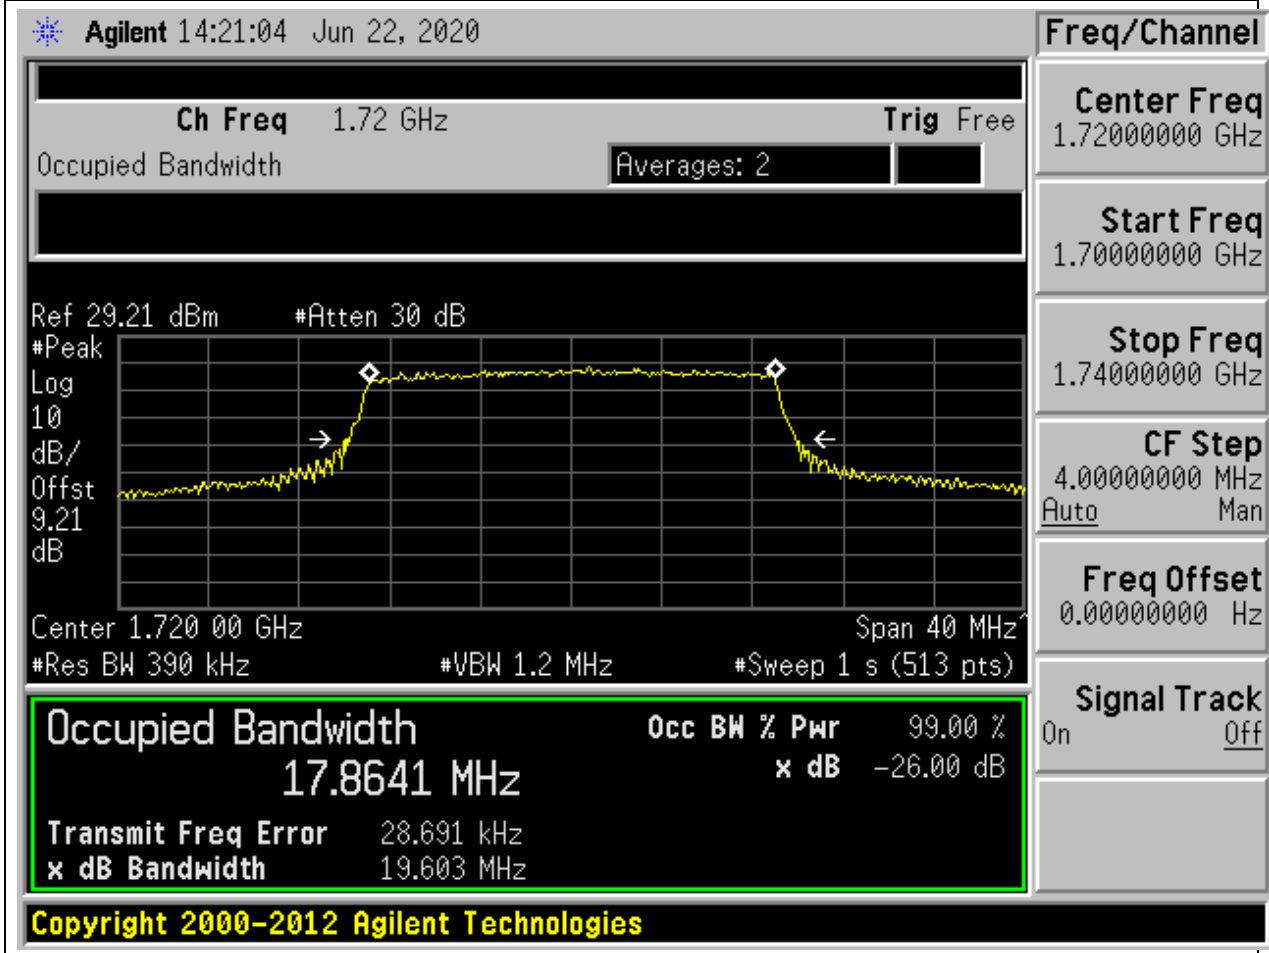 Agilent 14:21:04 Jun 22, 2020
Freq/Channel
Ch Freq 1.72 GHz Trig Free
Occupied Bandwidth Averages: 2
Ref 29.21 dBm #Atten 30 dB
#Peak
Log
10
dB/
Offst
9.21
dB
Center 1.720 00 GHz Span 40 MHz^
#Res BW 390 kHz #VBW 1.2 MHz #Sweep 1 s (513 pts)
Occupied Bandwidth Occ BW % Pwr 99.00 %
17.8641 MHz x dB -26.00 dB
Transmit Freq Error 28.691 kHz
x dB Bandwidth 19.603 MHz
Copyright 2000-2012 Agilent Technologies
Center Freq
1.72000000 GHz
Start Freq
1.70000000 GHz
Stop Freq
1.74000000 GHz
CF Step
4.00000000 MHz
Auto Man
Freq Offset
0.00000000 Hz
Signal Track
On Off